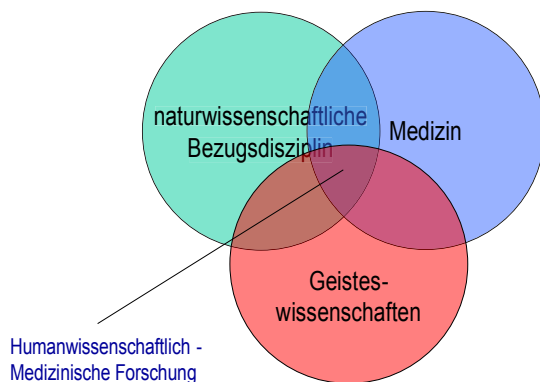 naturwissenschaftliche
Bezugsdisziplin
Medizin
Geistes-
wissenschaften
Humanwissenschaftlich -
Medizinische Forschung